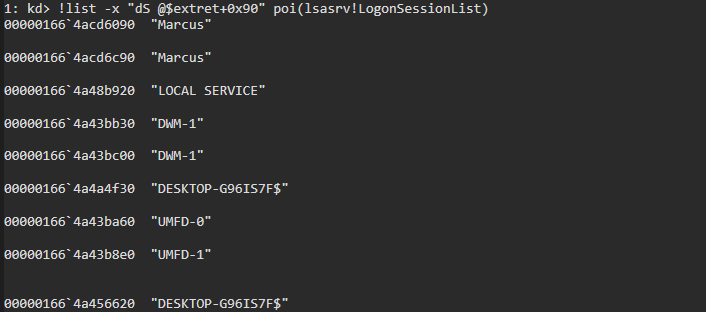 1: kd> !list -x "dS @$extret+0x90" poi(lsasrv!LogonSessionList)
00000166`4acd6090  "Marcus"
00000166`4acd6c90  "Marcus"
00000166`4a48b920  "LOCAL SERVICE"
00000166`4a43bb30  "DWM-1"
00000166`4a43bc00  "DWM-1"
00000166`4a4a4f30  "DESKTOP-G96IS7F$"
00000166`4a43ba60  "UMFD-0"
00000166`4a43b8e0  "UMFD-1"
00000166`4a456620  "DESKTOP-G96IS7F$"